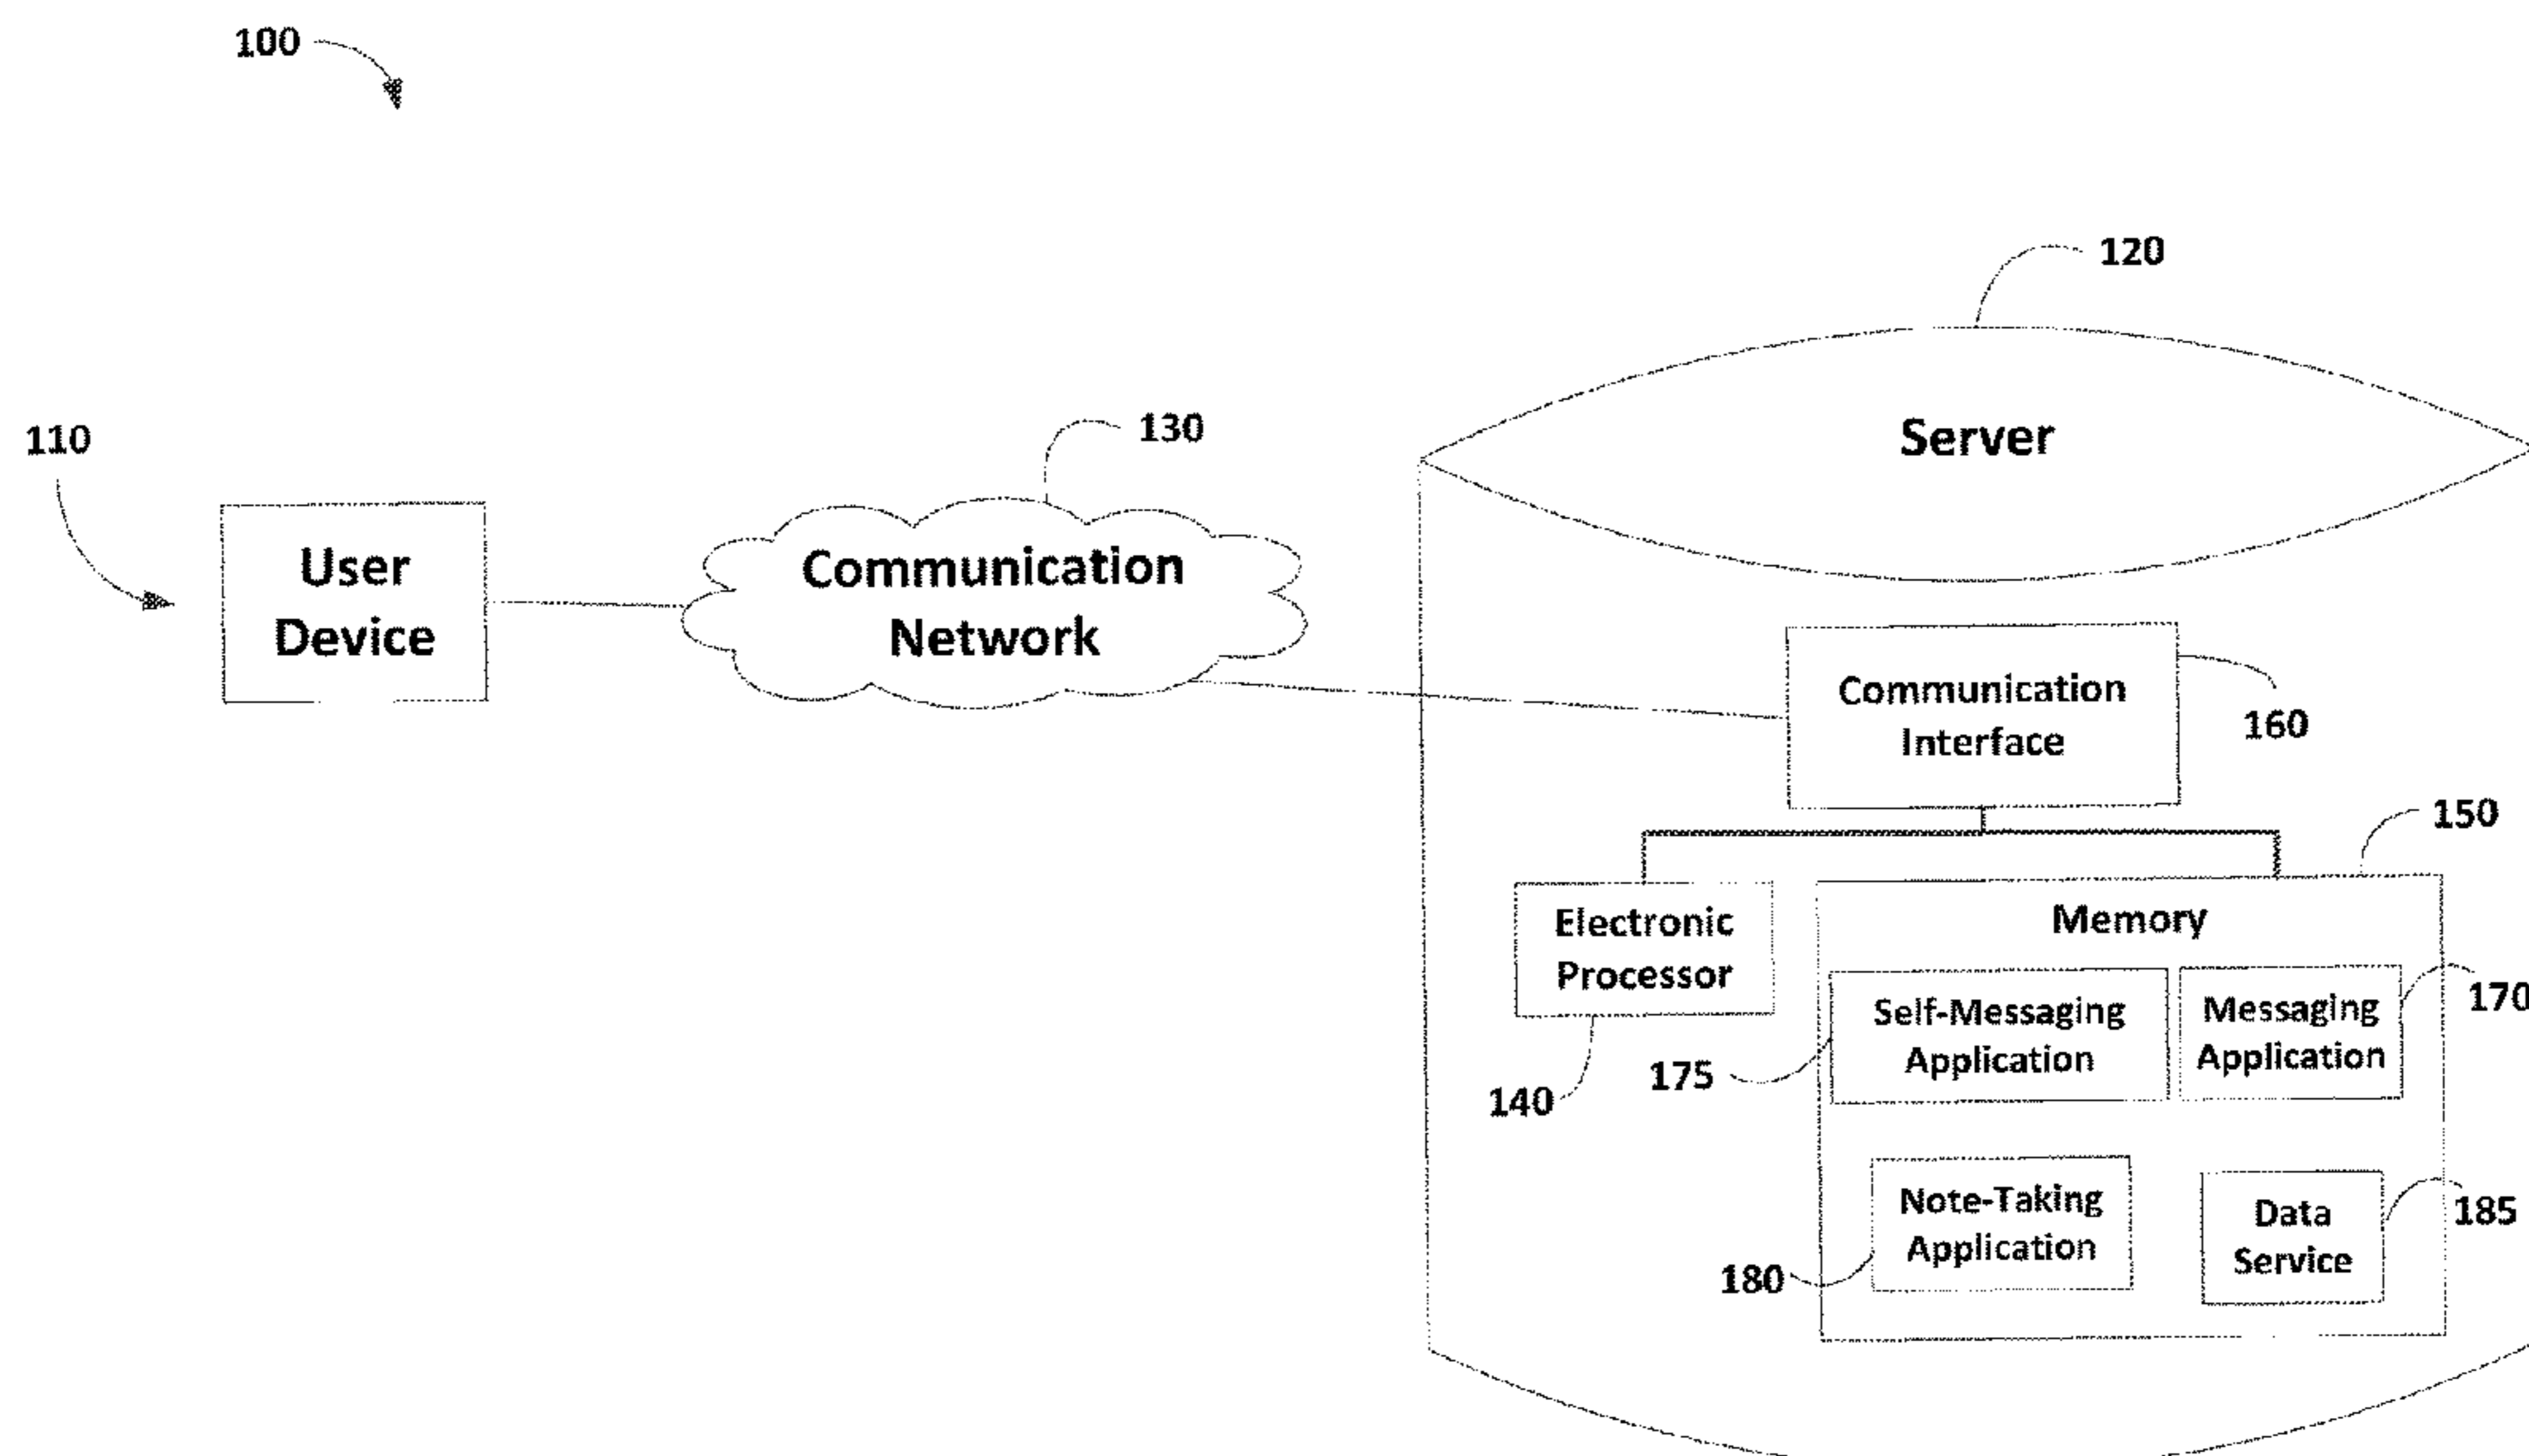 100
120
Server
110
130
User
Device
Communication
Network
Communication
Interface
160
150
Memory
Electronic
Processor
140
Self-Messaging
Application
175
Messaging
Application
170
Note-Taking
Application
180
Data
Service
185